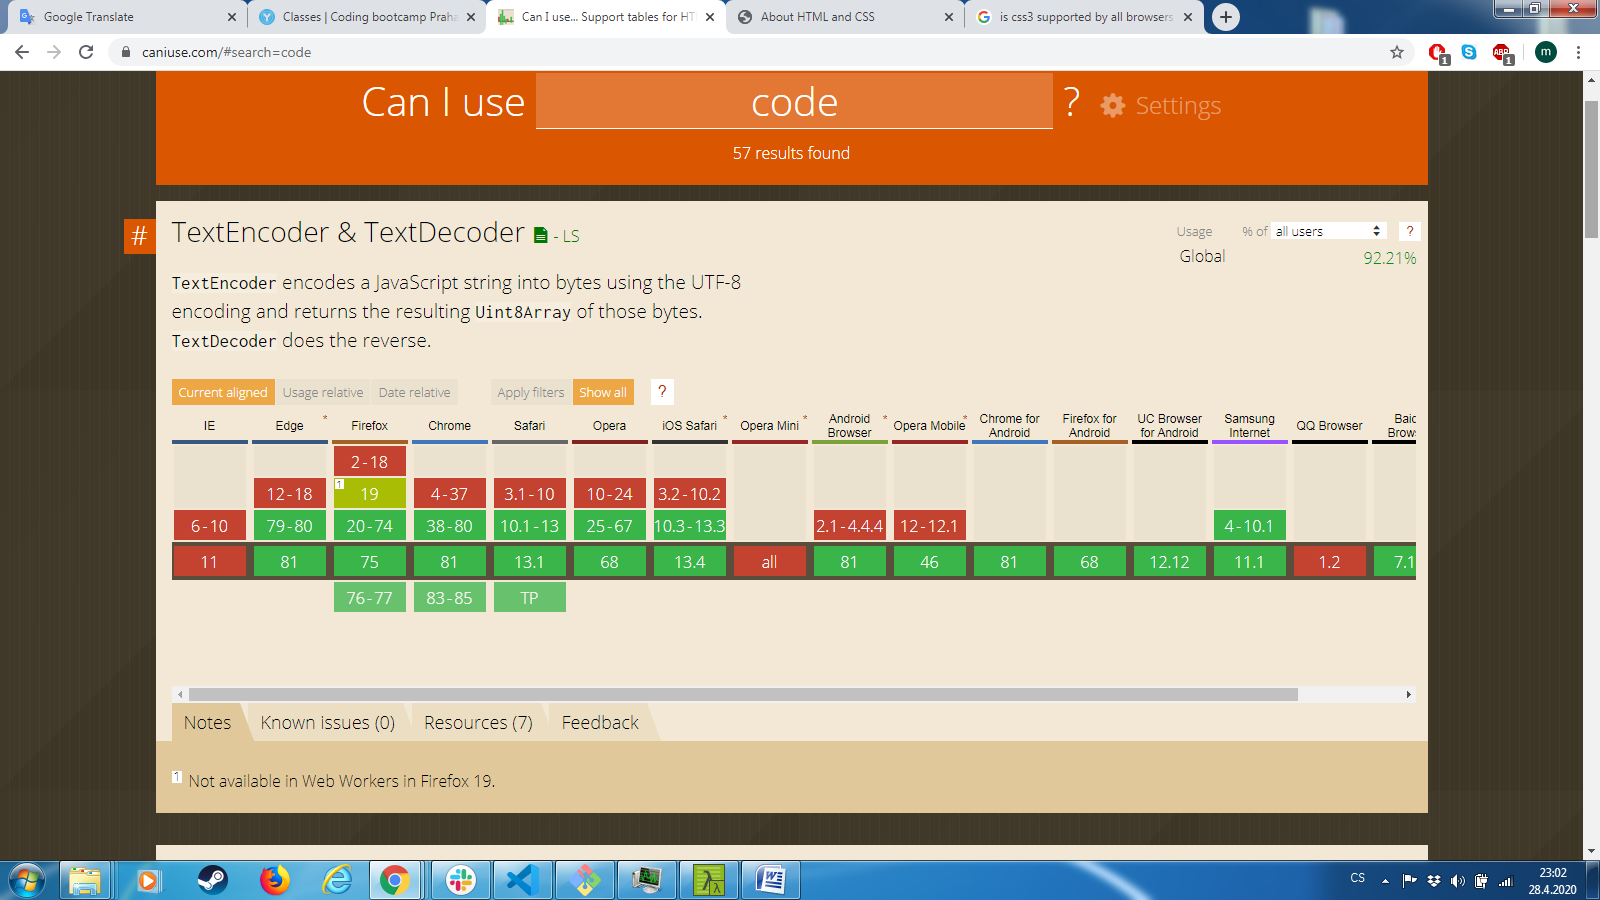 Google Translate
Classes | Coding bootcamp Praha
Can I use... Support tables for HT
About HTML and CSS
is css3 supported by all browsers
caniuse.com/#search=code
1
ABP
1
m
Can I use code ? Settings
57 results found
#
TextEncoder & TextDecoder - LS
Usage % of all users ?
Global 92.21%
TextEncoder encodes a JavaScript string into bytes using the UTF-8
encoding and returns the resulting Uint8Array of those bytes.
TextDecoder does the reverse.
Current aligned Usage relative Date relative Apply filters Show all ?
IE Edge * Firefox Chrome Safari Opera iOS Safari * Opera Mini * Android Browser * Opera Mobile * Chrome for Android Firefox for Android UC Browser for Android Samsung Internet QQ Browser Baid Brows
2-18
12-18 1 19 4-37 3.1-10 10-24 3.2-10.2
6-10 79-80 20-74 38-80 10.1-13 25-67 10.3-13.3 2.1-4.4.4 12-12.1 4-10.1
11 81 75 81 13.1 68 13.4 all 81 46 81 68 12.12 11.1 1.2 7.1
76-77 83-85 TP
Notes Known issues (0) Resources (7) Feedback
1 Not available in Web Workers in Firefox 19.
CS
23:02
28.4.2020